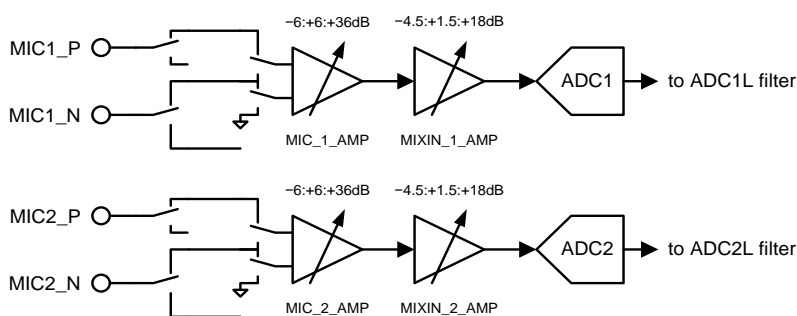 −6:+6:+36dB −4.5:+1.5:+18dB
MIC1_P
ADC1 to ADC1L filter
MIC1_N
MIC_1_AMP MIXIN_1_AMP
−6:+6:+36dB −4.5:+1.5:+18dB
MIC2_P
ADC2 to ADC2L filter
MIC2_N
MIC_2_AMP MIXIN_2_AMP